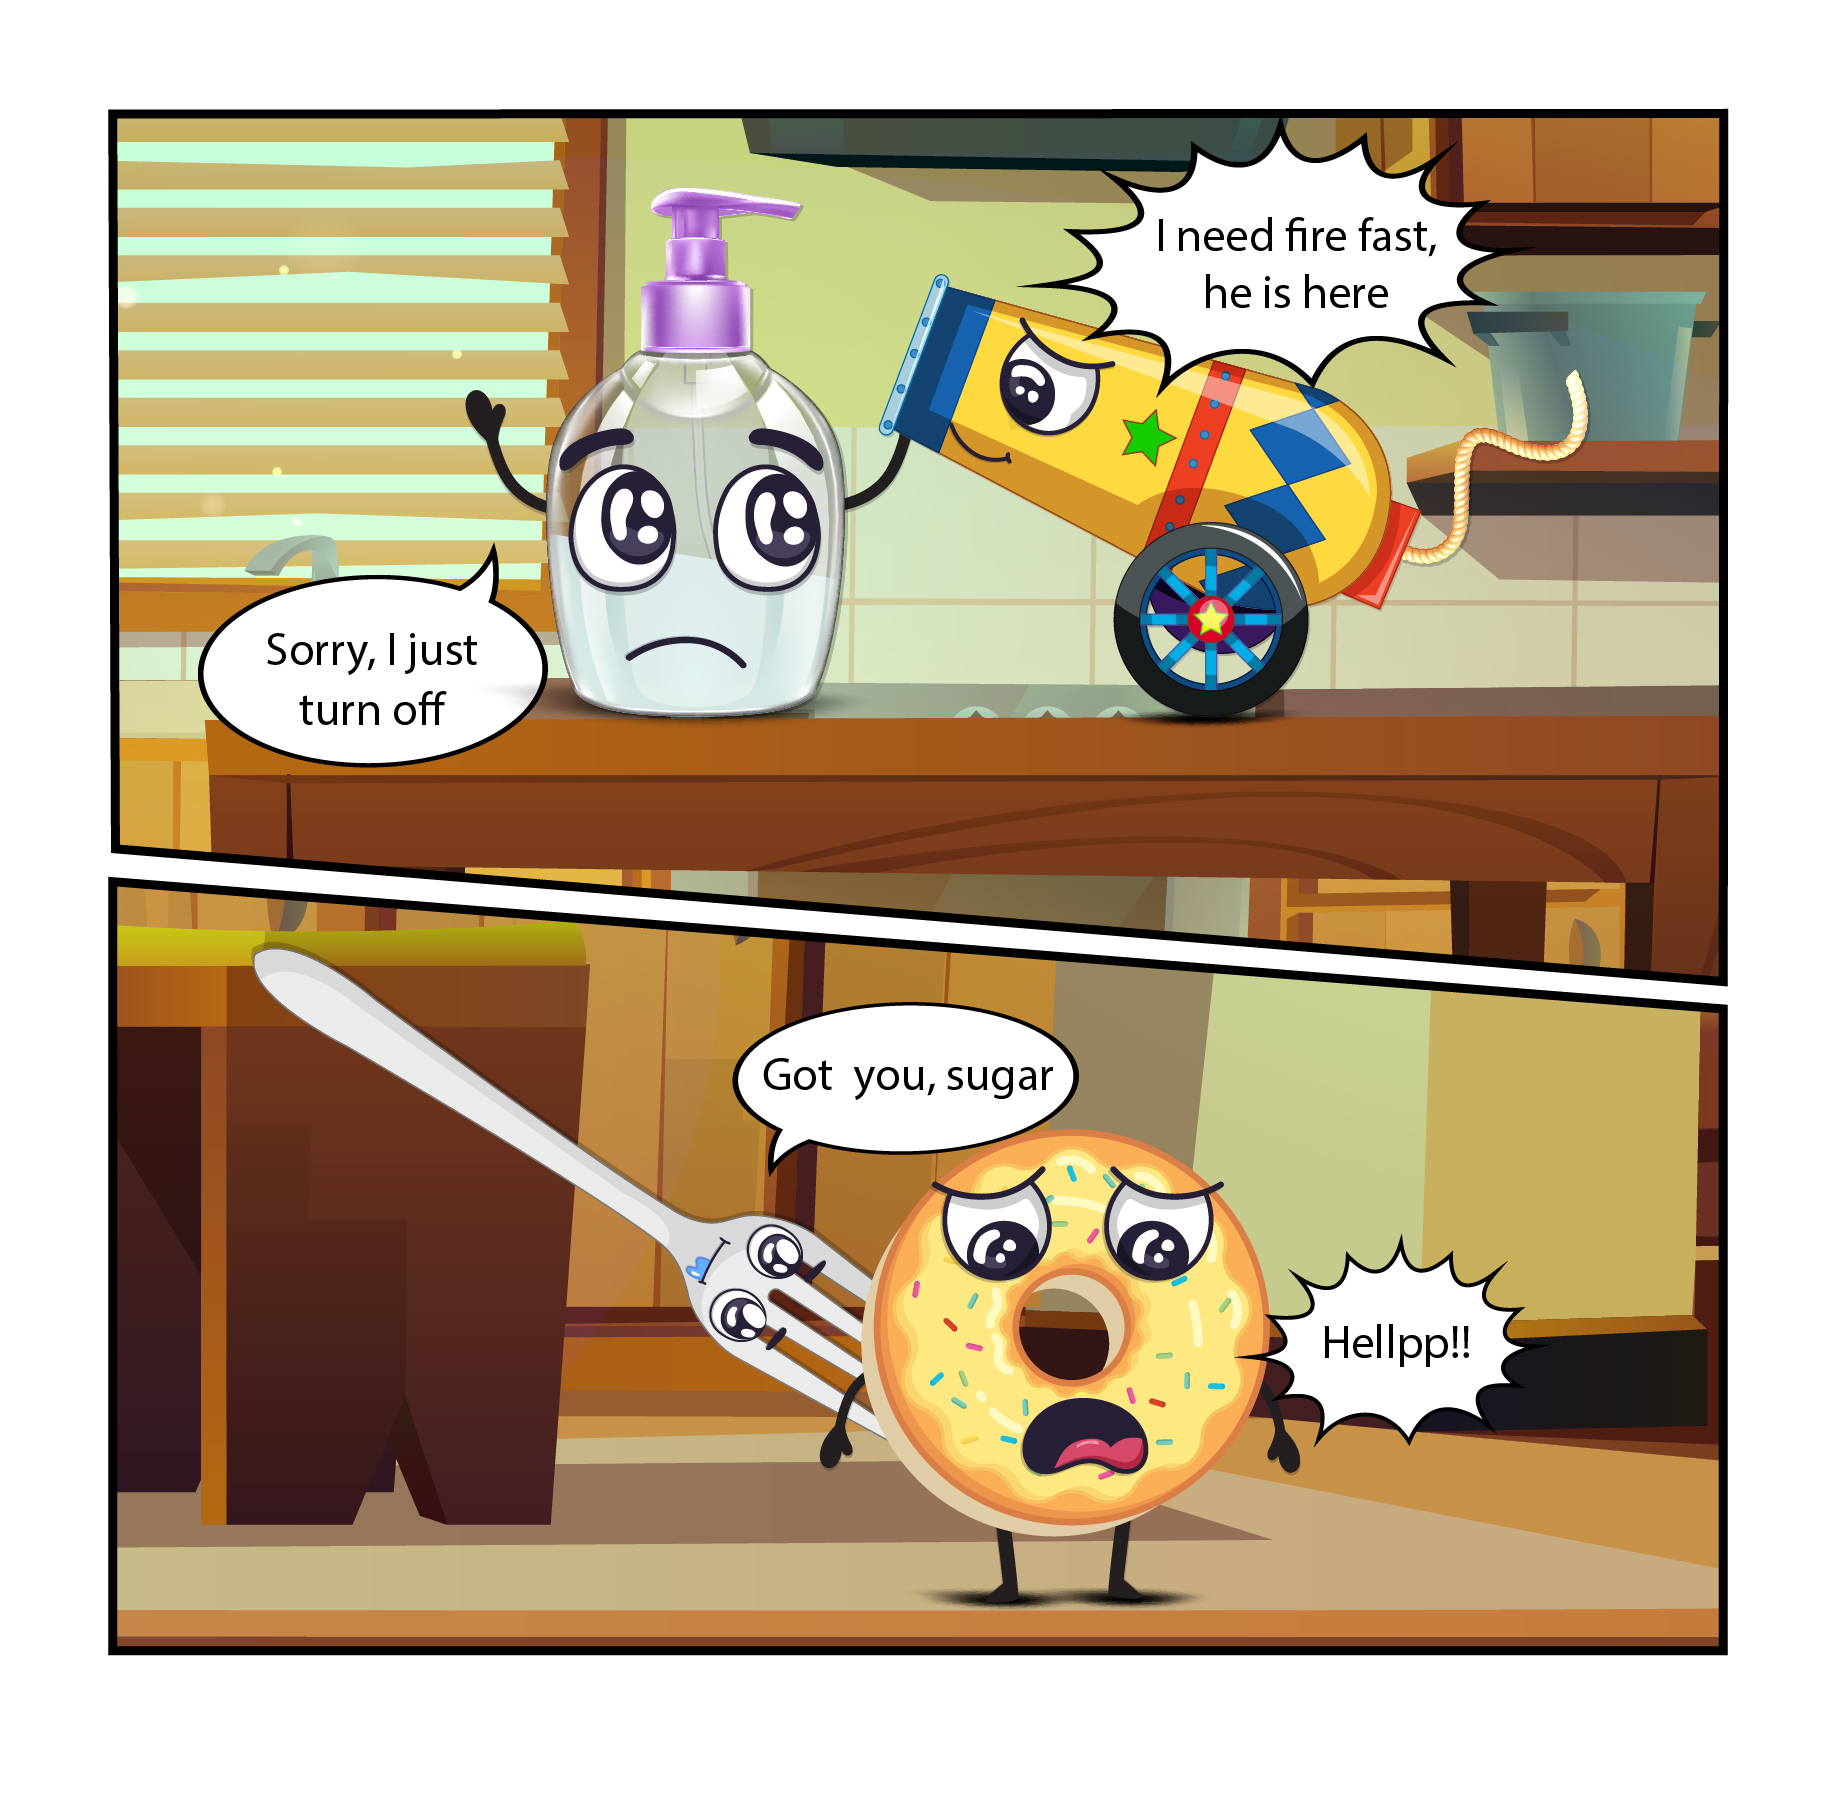 I need fire fast,
he is here
Sorry, I just
turn off
Got you, sugar
Hellpp!!